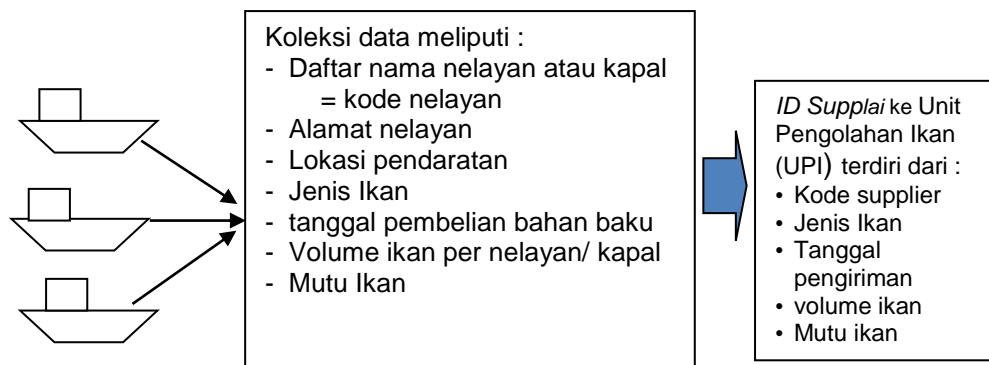 Koleksi data meliputi :
- Daftar nama nelayan atau kapal
= kode nelayan
- Alamat nelayan
- Lokasi pendaratan
- Jenis Ikan
- tanggal pembelian bahan baku
- Volume ikan per nelayan/ kapal
- Mutu Ikan
ID Supplai ke Unit
Pengolahan Ikan
(UPI) terdiri dari :
• Kode supplier
• Jenis Ikan
• Tanggal
pengiriman
• volume ikan
• Mutu ikan